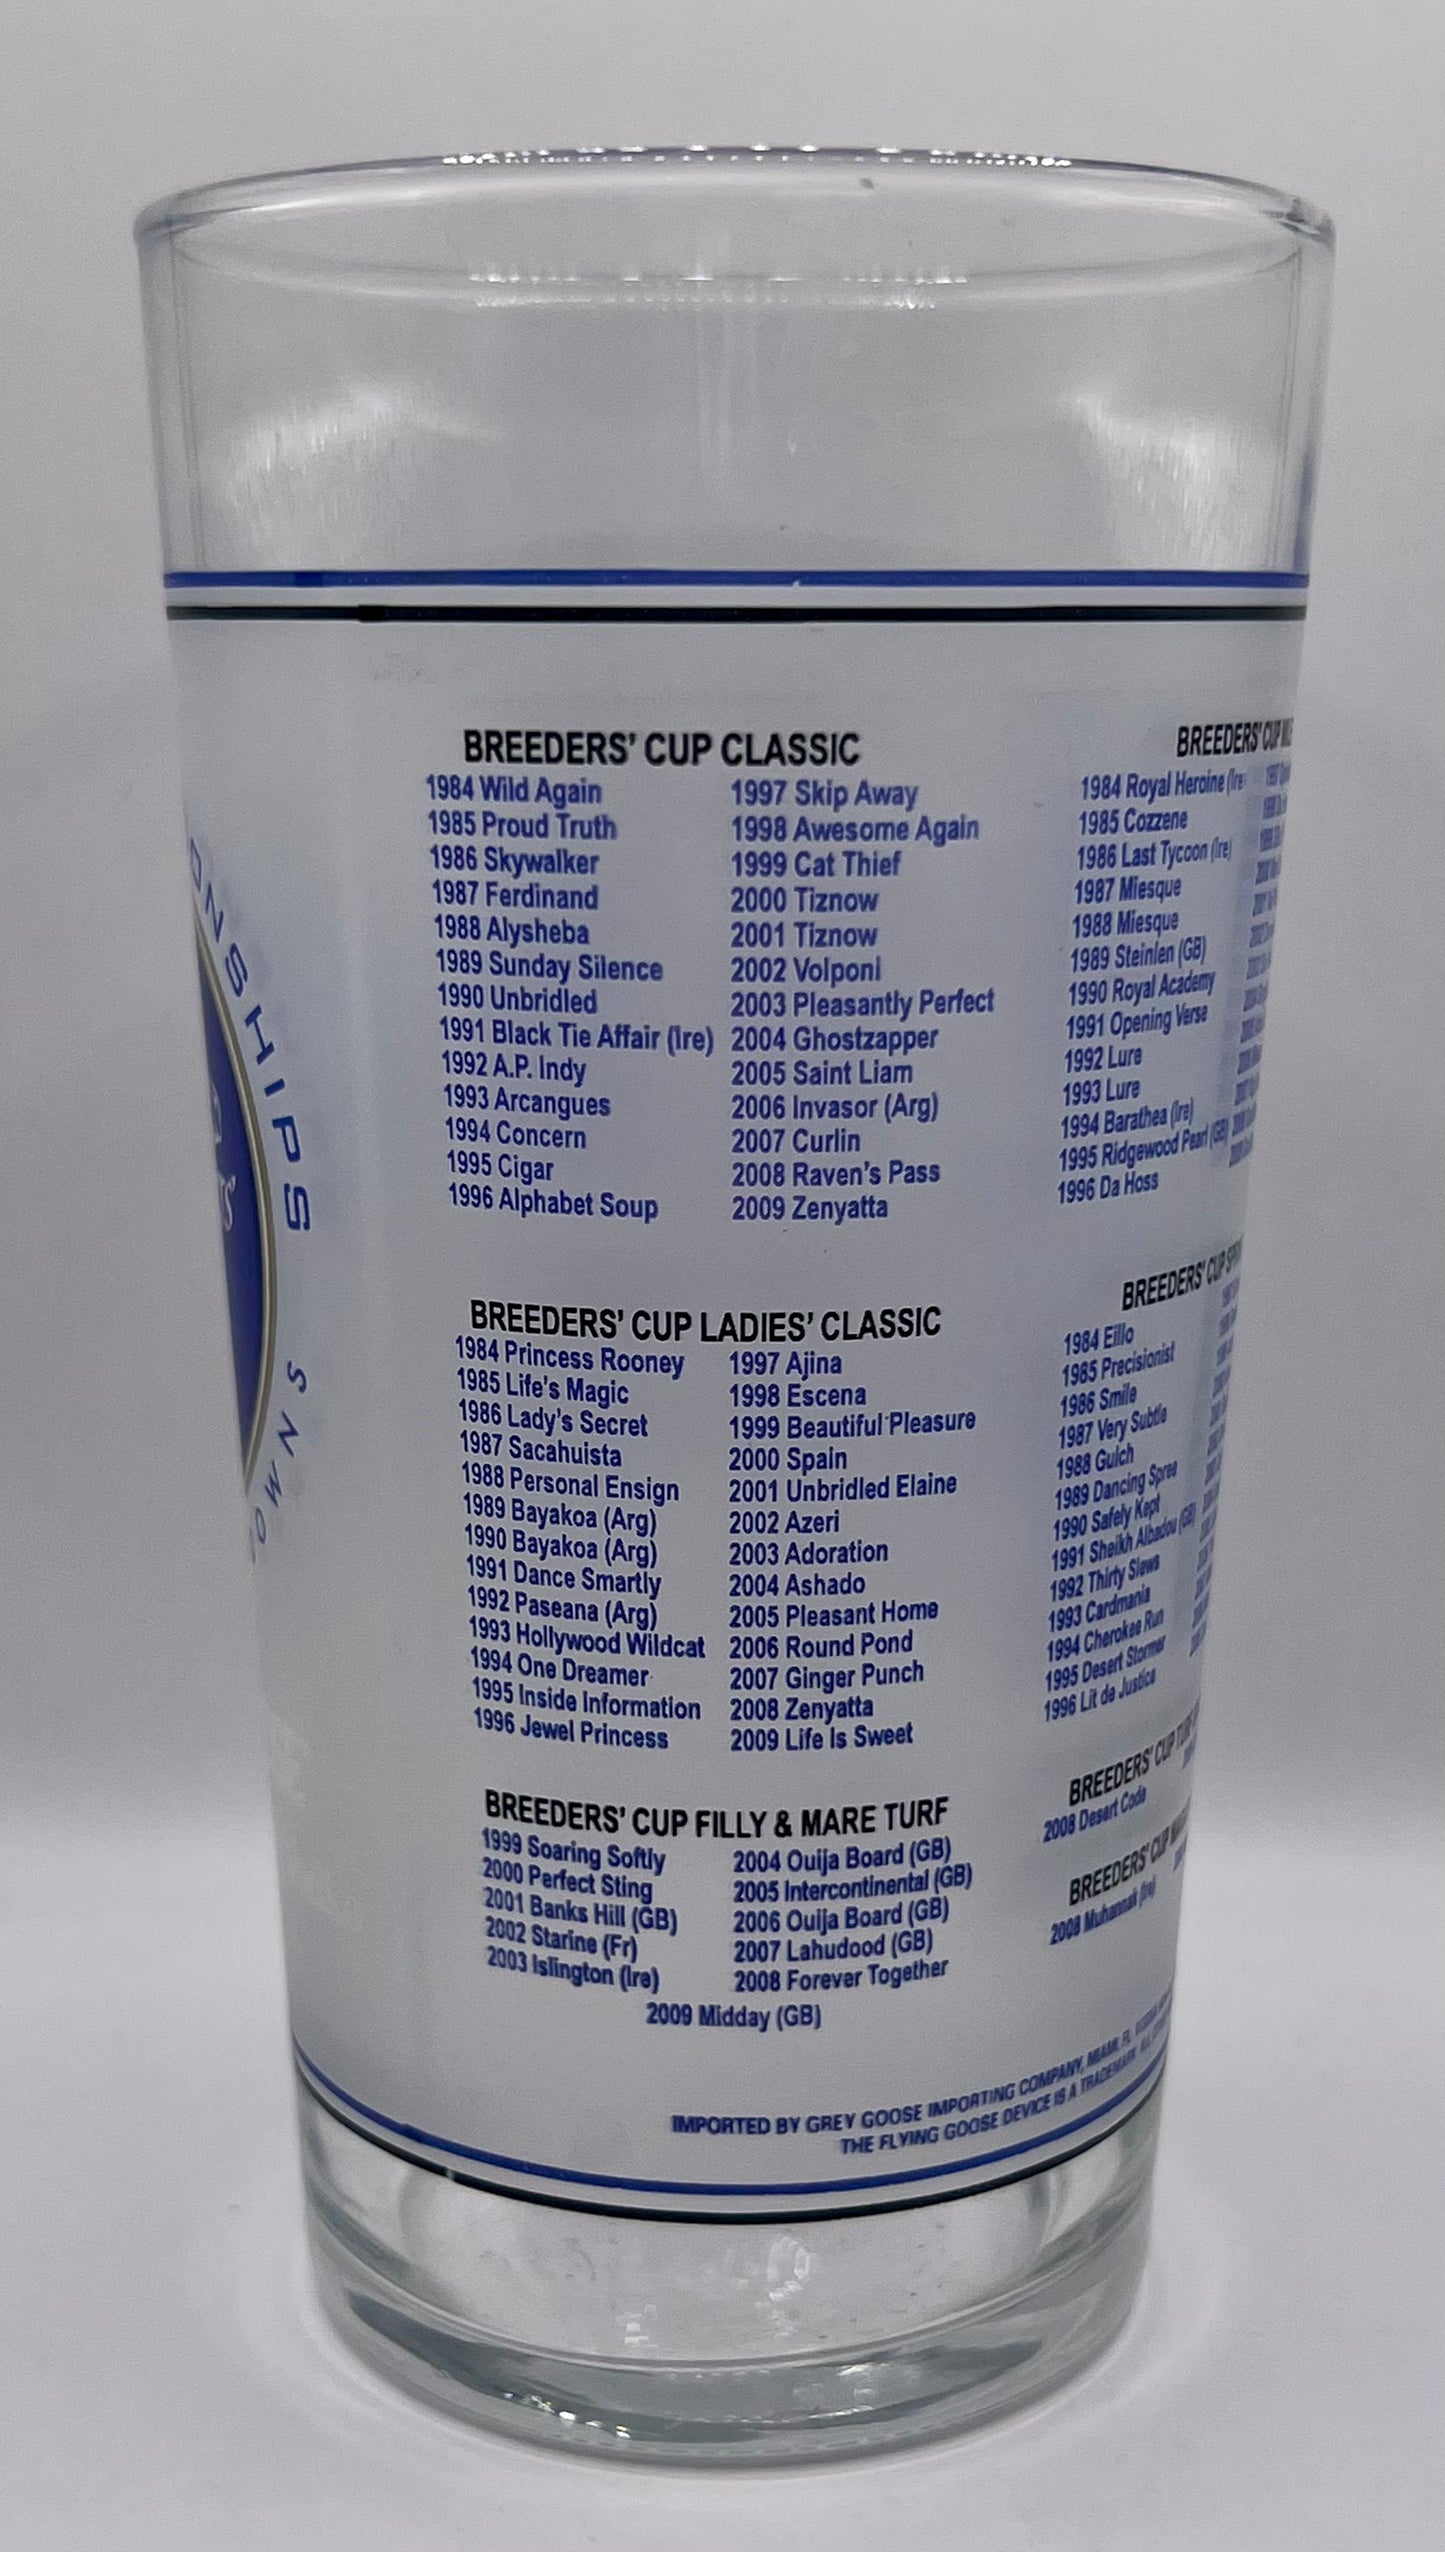 ONSHIPS
OWNS
BREEDERS' CUP CLASSIC
1984 Wild Again
1985 Proud Truth
1986 Skywalker
1987 Ferdinand
1988 Alysheba
1989 Sunday Silence
1990 Unbridled
1991 Black Tie Affair (Ire)
1992 A.P. Indy
1993 Arcangues
1994 Concern
1995 Cigar
1996 Alphabet Soup
1997 Skip Away
1998 Awesome Again
1999 Cat Thief
2000 Tiznow
2001 Tiznow
2002 Volponi
2003 Pleasantly Perfect
2004 Ghostzapper
2005 Saint Liam
2006 Invasor (Arg)
2007 Curlin
2008 Raven's Pass
2009 Zenyatta
BREEDERS' CUP LADIES' CLASSIC
1984 Princess Rooney
1985 Life's Magic
1986 Lady's Secret
1987 Sacahuista
1988 Personal Ensign
1989 Bayakoa (Arg)
1990 Bayakoa (Arg)
1991 Dance Smartly
1992 Paseana (Arg)
1993 Hollywood Wildcat
1994 One Dreamer
1995 Inside Information
1996 Jewel Princess
1997 Ajina
1998 Escena
1999 Beautiful Pleasure
2000 Spain
2001 Unbridled Elaine
2002 Azeri
2003 Adoration
2004 Ashado
2005 Pleasant Home
2006 Round Pond
2007 Ginger Punch
2008 Zenyatta
2009 Life Is Sweet
BREEDERS' CUP FILLY & MARE TURF
1999 Soaring Softly
2000 Perfect Sting
2001 Banks Hill (GB)
2002 Starine (Fr)
2003 Islington (Ire)
2004 Ouija Board (GB)
2005 Intercontinental (GB)
2006 Ouija Board (GB)
2007 Lahudood (GB)
2008 Forever Together
2009 Midday (GB)
BREEDERS' CUP
1984 Royal Heroine (Ire
1985 Cozzene
1986 Last Tycoon (Ire)
1987 Miesque
1988 Miesque
1989 Steinlen (GB)
1990 Royal Academy
1991 Opening Verse
1992 Lure
1993 Lure
1994 Barathea (Ire)
1995 Ridgewood Pearl (GB)
1996 Da Hoss
BREEDERS' CUP
1984 Eillo
1985 Precisionist
1986 Smile
1987 Very Subtle
1988 Gulch
1989 Dancing Spree
1990 Safely Kept
1991 Sheikh Albadou (GB)
1992 Thirty Slews
1993 Cardmania
1994 Cherokee Run
1995 Desert Stormer
1996 Lit de Justice
BREEDERS' CUP
2008 Desert Code
BREEDERS' CUP
2008 Muhannak (Ire)
IMPORTED BY GREY GOOSE IMPORTING COMPANY, MIAMI, FL
THE FLYING GOOSE DEVICE IS A TRADEMARK